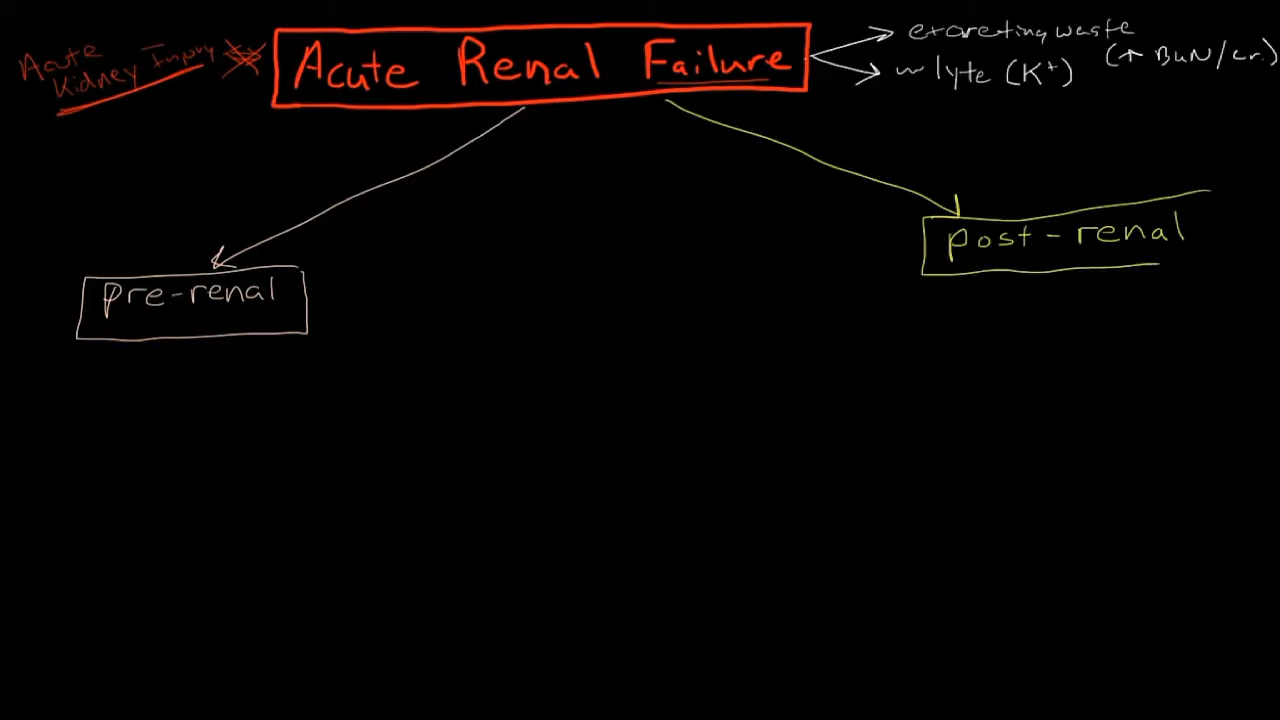 Acute
Kidney Injury
Acute Renal Failure
excreting waste
(↑ BUN/cr.)
lyte (K+)
post-renal
pre-renal